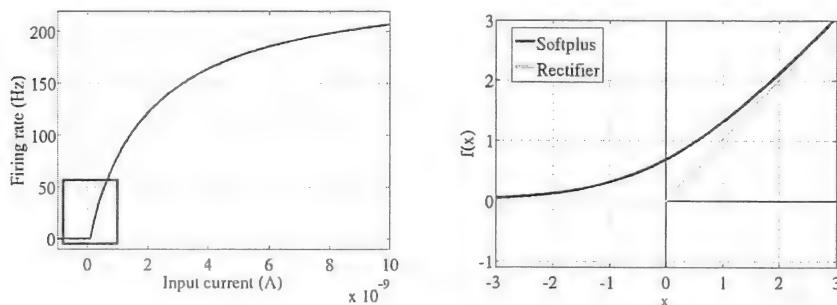 200
150
100
50
0
Firing rate (Hz)
0 2 4 6 8 10
Input current (A)
x 10⁻⁹
3
2
1
0
-1
f(x)
Softplus
Rectifier
-3 -2 -1 0 1 2 3
x